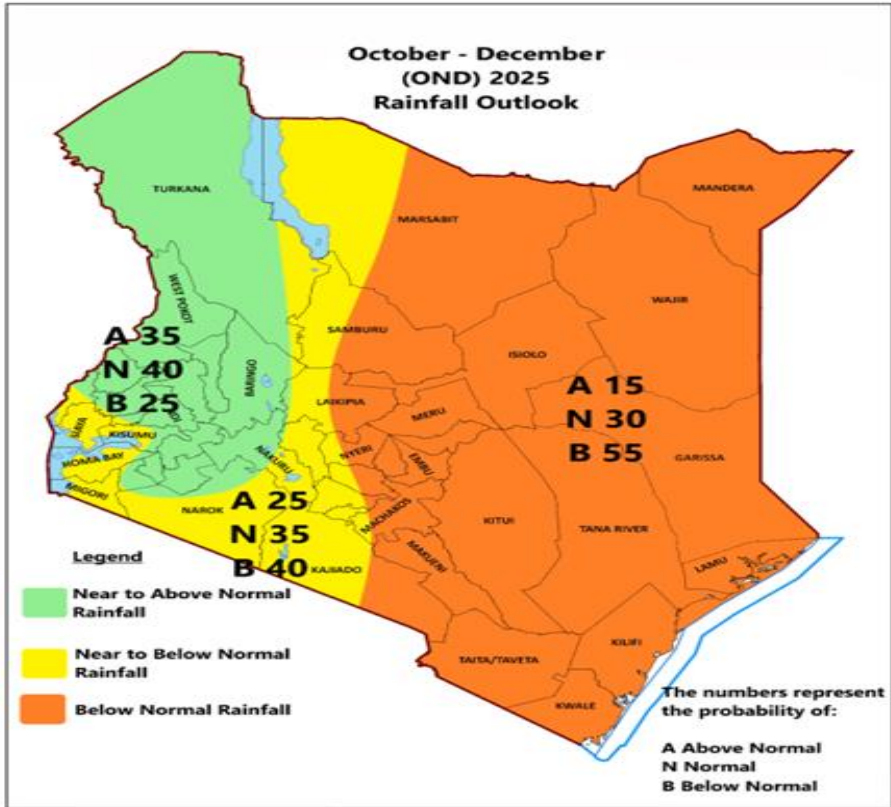 October - December
(OND) 2025
Rainfall Outlook
MANDERA
TURKANA
MARSABIT
WEST POKOT
WAJIR
SAMBURU
A 35
N 40
B 25
ISIOLO
BARINGO
A 15
N 30
B 55
LAIKIPIA
MERU
SIAYA
KISUMU
NYERI
EMBU
GARISSA
HOMA BAY
NAKURU
MIGORI
NAROK
A 25
N 35
B 40
MACHAKOS
KITUI
TANA RIVER
MAKUENI
KAJIADO
LAMU
Legend
Near to Above Normal
Rainfall
Near to Below Normal
Rainfall
Below Normal Rainfall
TAITA/TAVETA
KILIFI
KWALE
The numbers represent
the probability of:
A Above Normal
N Normal
B Below Normal